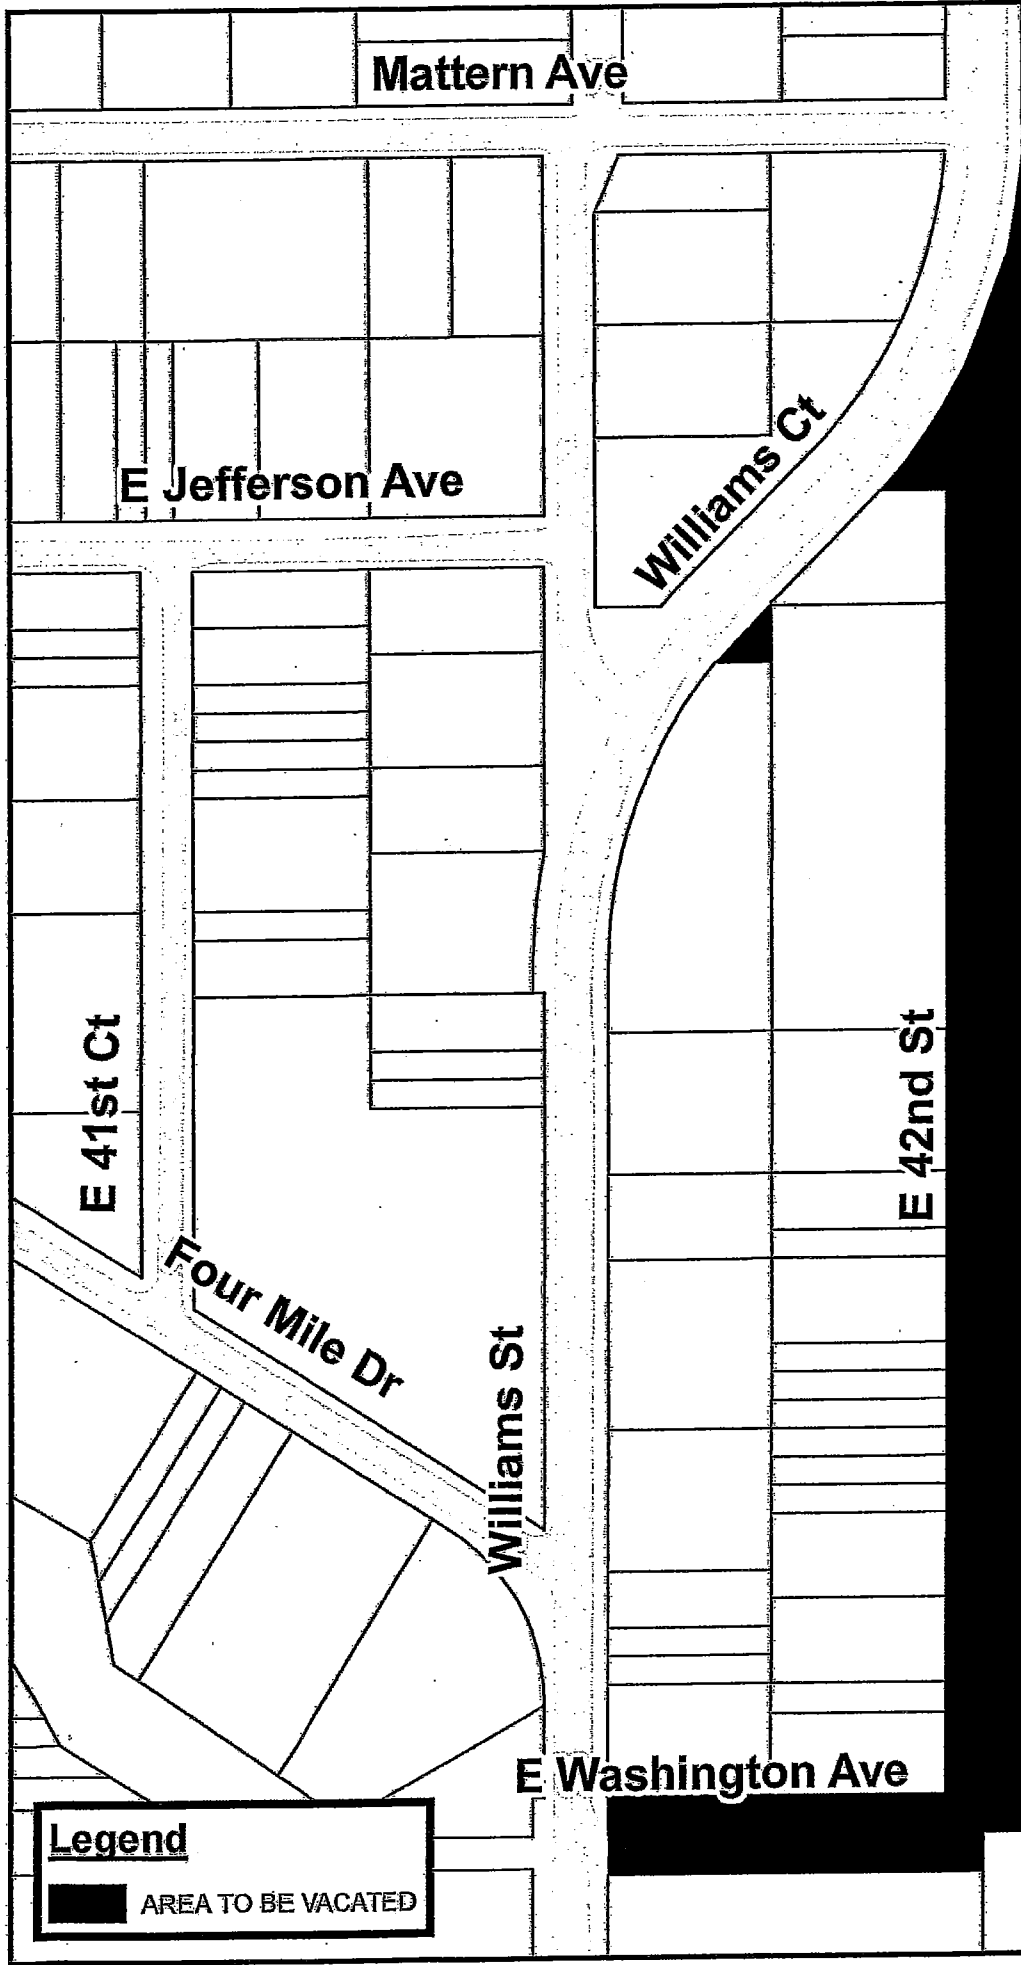 Mattern Ave
E Jefferson Ave
Williams Ct
E 41st Ct
E 42nd St
Four Mile Dr
Williams St
E Washington Ave
Legend
AREA TO BE VACATED